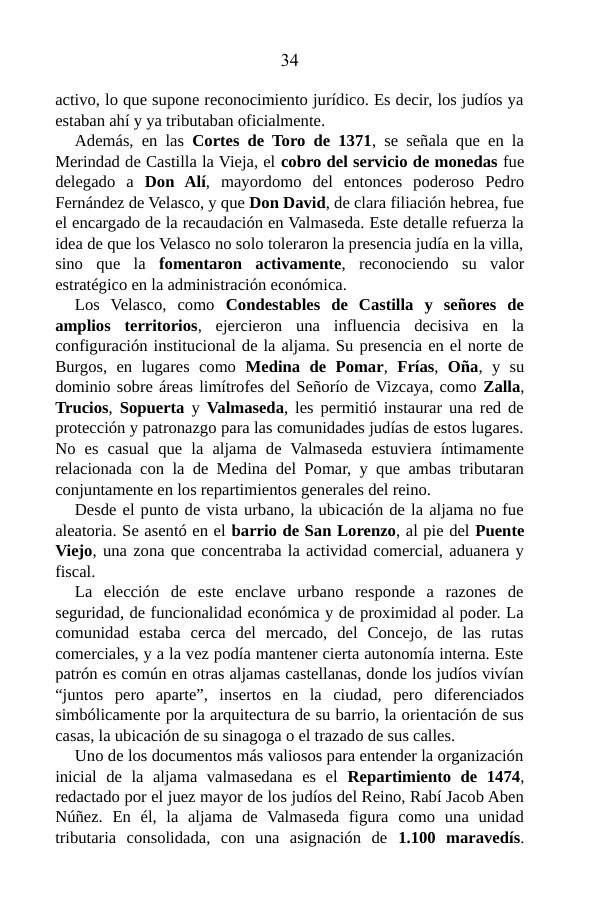 34
activo, lo que supone reconocimiento jurídico. Es decir, los judíos ya
estaban ahí y ya tributaban oficialmente.
Además, en las Cortes de Toro de 1371, se señala que en la
Merindad de Castilla la Vieja, el cobro del servicio de monedas fue
delegado a Don Alí, mayordomo del entonces poderoso Pedro
Fernández de Velasco, y que Don David, de clara filiación hebrea, fue
el encargado de la recaudación en Valmaseda. Este detalle refuerza la
idea de que los Velasco no solo toleraron la presencia judía en la villa,
sino que la fomentaron activamente, reconociendo su valor
estratégico en la administración económica.
Los Velasco, como Condestables de Castilla y señores de
amplios territorios, ejercieron una influencia decisiva en la
configuración institucional de la aljama. Su presencia en el norte de
Burgos, en lugares como Medina de Pomar, Frías, Oña, y su
dominio sobre áreas limítrofes del Señorío de Vizcaya, como Zalla,
Trucios, Sopuerta y Valmaseda, les permitió instaurar una red de
protección y patronazgo para las comunidades judías de estos lugares.
No es casual que la aljama de Valmaseda estuviera íntimamente
relacionada con la de Medina del Pomar, y que ambas tributaran
conjuntamente en los repartimientos generales del reino.
Desde el punto de vista urbano, la ubicación de la aljama no fue
aleatoria. Se asentó en el barrio de San Lorenzo, al pie del Puente
Viejo, una zona que concentraba la actividad comercial, aduanera y
fiscal.
La elección de este enclave urbano responde a razones de
seguridad, de funcionalidad económica y de proximidad al poder. La
comunidad estaba cerca del mercado, del Concejo, de las rutas
comerciales, y a la vez podía mantener cierta autonomía interna. Este
patrón es común en otras aljamas castellanas, donde los judíos vivían
“juntos pero aparte”, insertos en la ciudad, pero diferenciados
simbólicamente por la arquitectura de su barrio, la orientación de sus
casas, la ubicación de su sinagoga o el trazado de sus calles.
Uno de los documentos más valiosos para entender la organización
inicial de la aljama valmasedana es el Repartimiento de 1474,
redactado por el juez mayor de los judíos del Reino, Rabí Jacob Aben
Núñez. En él, la aljama de Valmaseda figura como una unidad
tributaria consolidada, con una asignación de 1.100 maravedís.